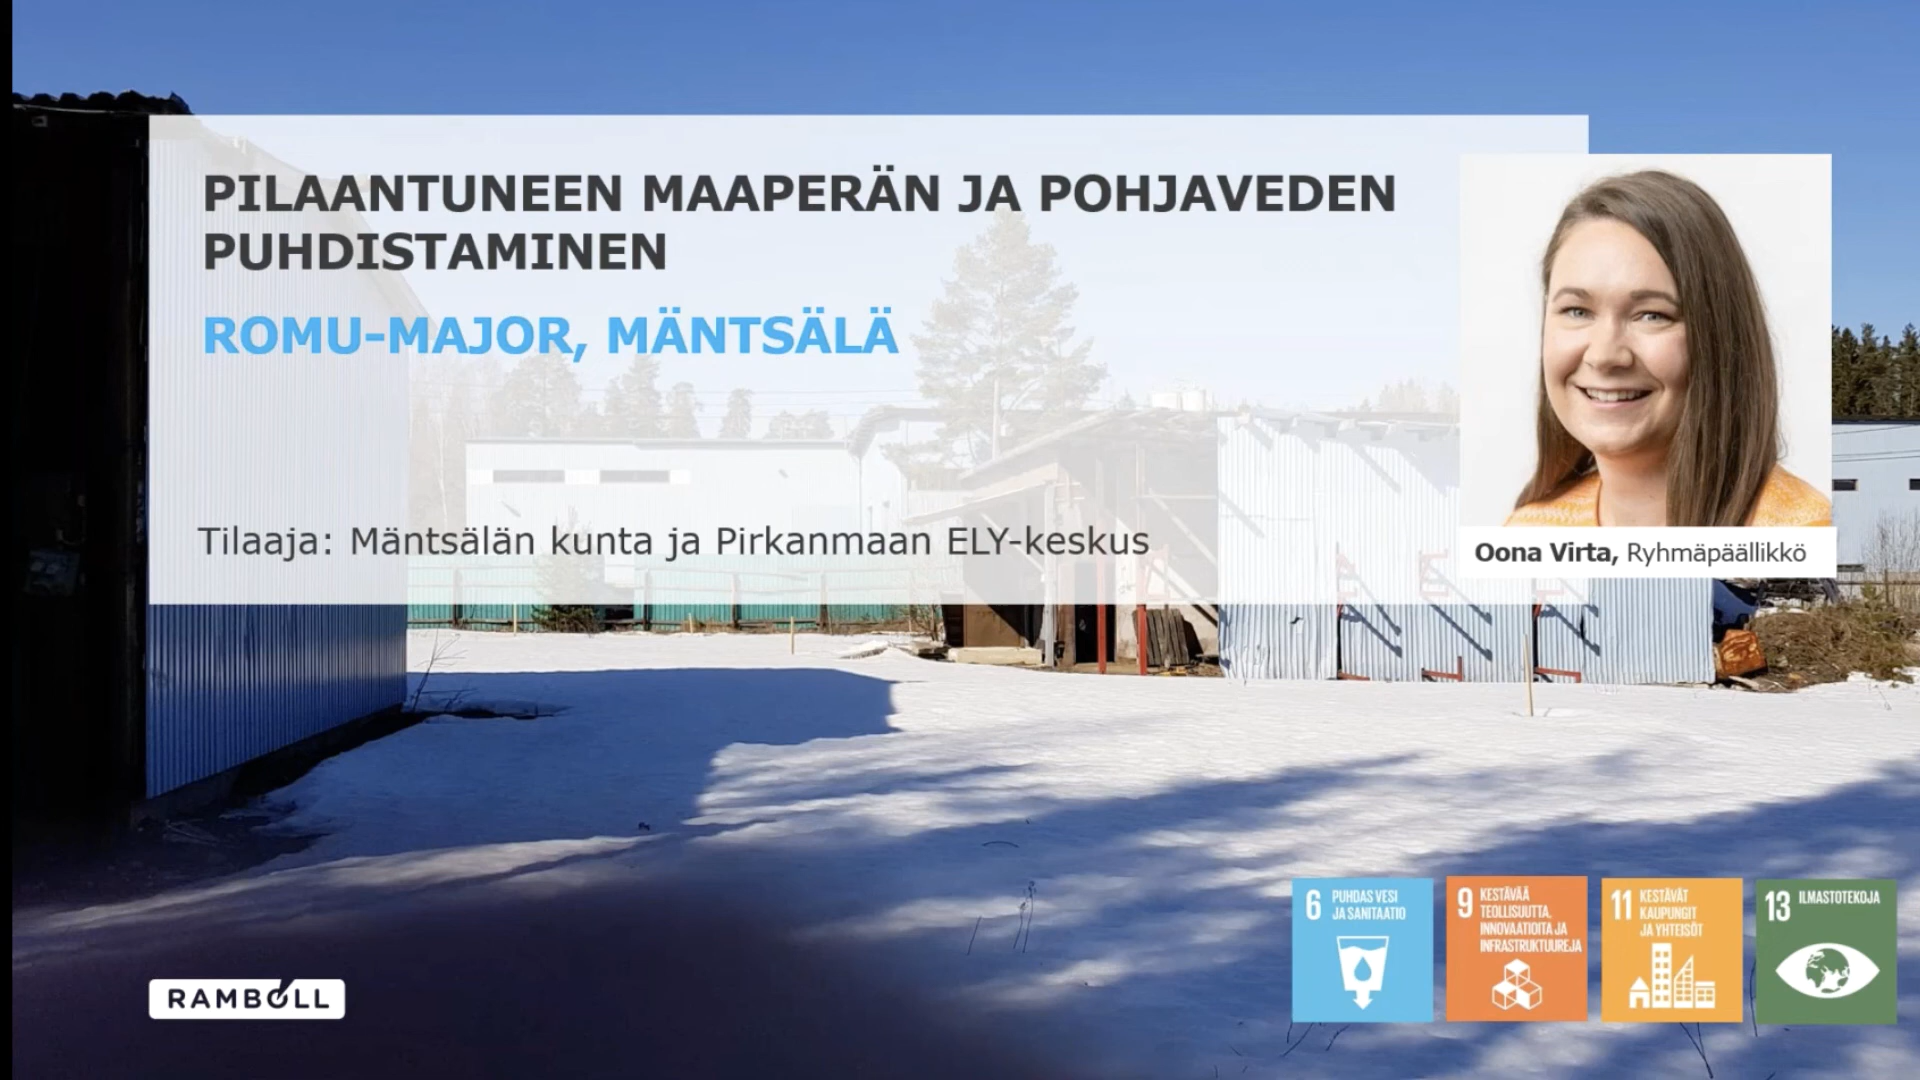 PILAANTUNEEN MAAPERÄN JA POHJAVEDEN
PUHDISTAMINEN
ROMU-MAJOR, MÄNTSÄLÄ
Tilaaja: Mäntsälän kunta ja Pirkanmaan ELY-keskus
Oona Virta, Ryhmäpäällikkö
6 PUHDAS VESI
JA SANITAATIO
9 KESTÄVÄÄ
TEOLLISUUTTA,
INNOVAATIOITA JA
INFRASTRUKTUUREJA
11 KESTÄVÄT
KAUPUNGIT
JA YHTEISÖT
13 ILMASTOTEKOJA
RAMBOLL